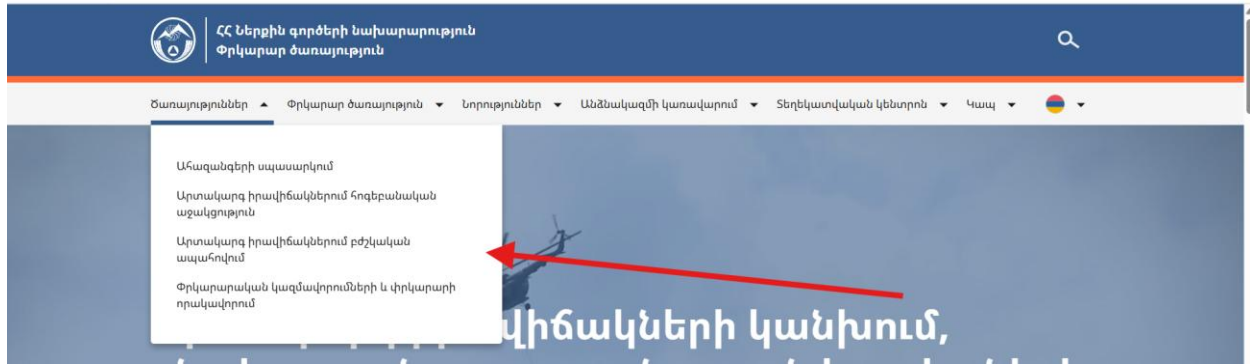 ՀՀ Ներքին գործերի նախարարություն
Փրկարար ծառայություն
Ծառայություններ Փրկարար ծառայություն Նորություններ Անձնակազմի կառավարում Տեղեկատվական կենտրոն Կապ
Ահազանգերի սպասարկում
Արտակարգ իրավիճակներում հոգեբանական
աջակցություն
Արտակարգ իրավիճակներում բժշկական
ապահովում
Փրկարարական կազմավորումների և փրկարարի
որակավորում
կանխում,